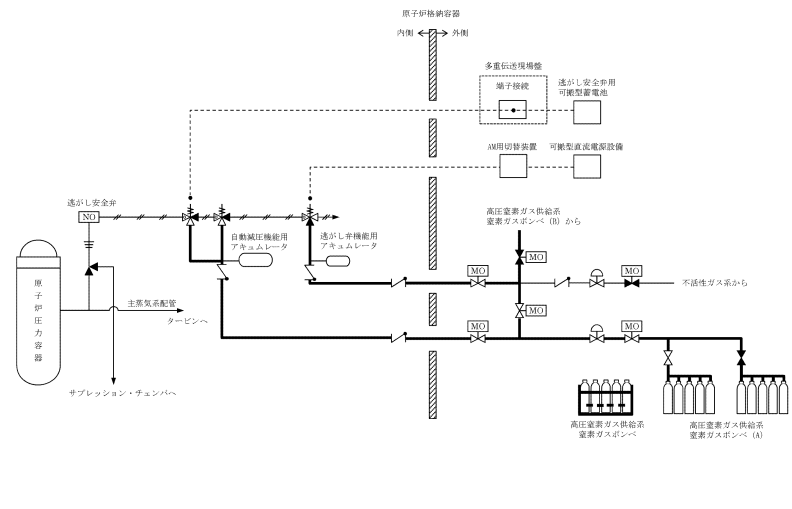 原子炉格納容器
内側
外側
多重伝送現場盤
端子接続
逃がし安全弁用
可搬型蓄電池
AM用切替装置
可搬型直流電源設備
逃がし安全弁
NO
高圧窒素ガス供給系
窒素ガスボンベ（B）から
自動減圧機能用
アキュムレータ
逃がし弁機能用
アキュムレータ
MO
MO
MO
不活性ガス系から
原子炉圧力容器
主蒸気系配管
タービンへ
MO
MO
MO
サプレッション・チェンバへ
高圧窒素ガス供給系
窒素ガスボンベ
高圧窒素ガス供給系
窒素ガスボンベ（A）